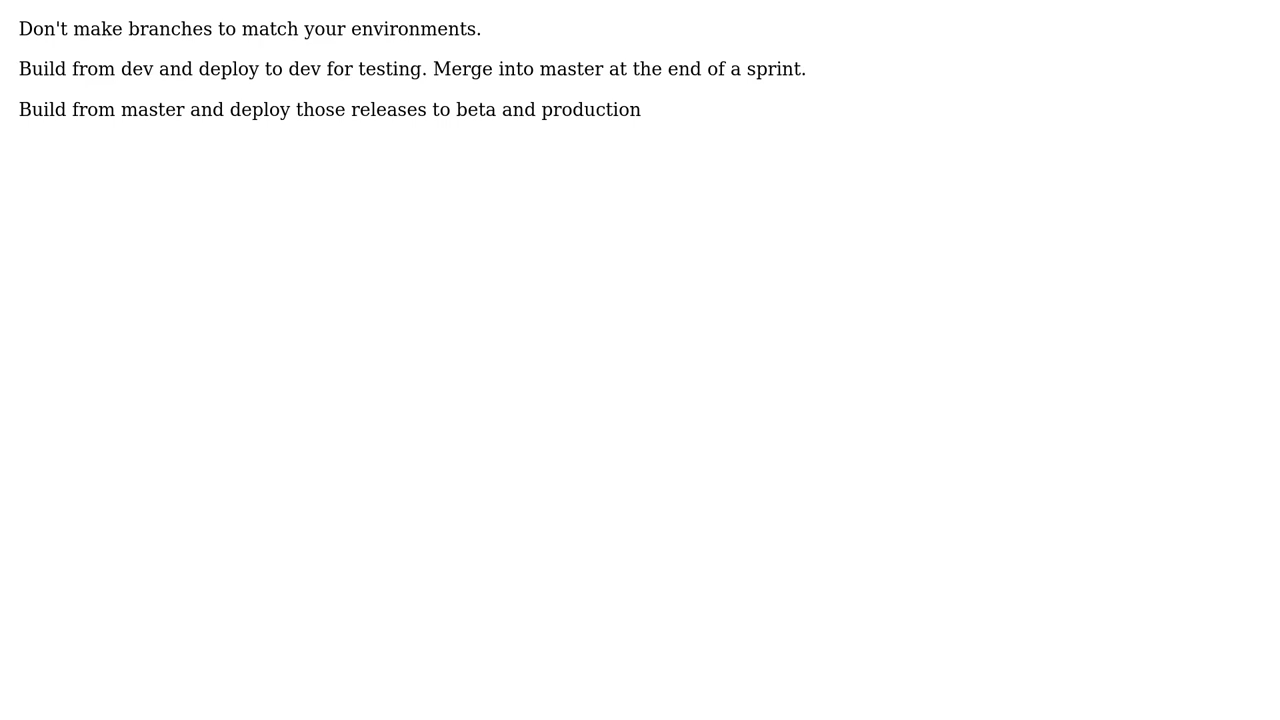 Don't make branches to match your environments.
Build from dev and deploy to dev for testing. Merge into master at the end of a sprint.
Build from master and deploy those releases to beta and production